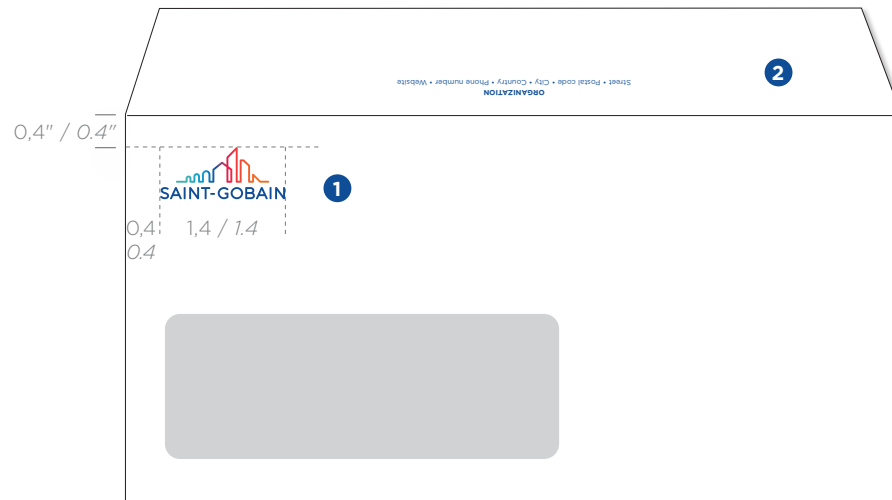 ORGANIZATION
Street • Postal code • City • Country • Phone number • Website
2
0,4" / 0.4"
SAINT-GOBAIN
1
0,4 1,4 / 1.4
0.4